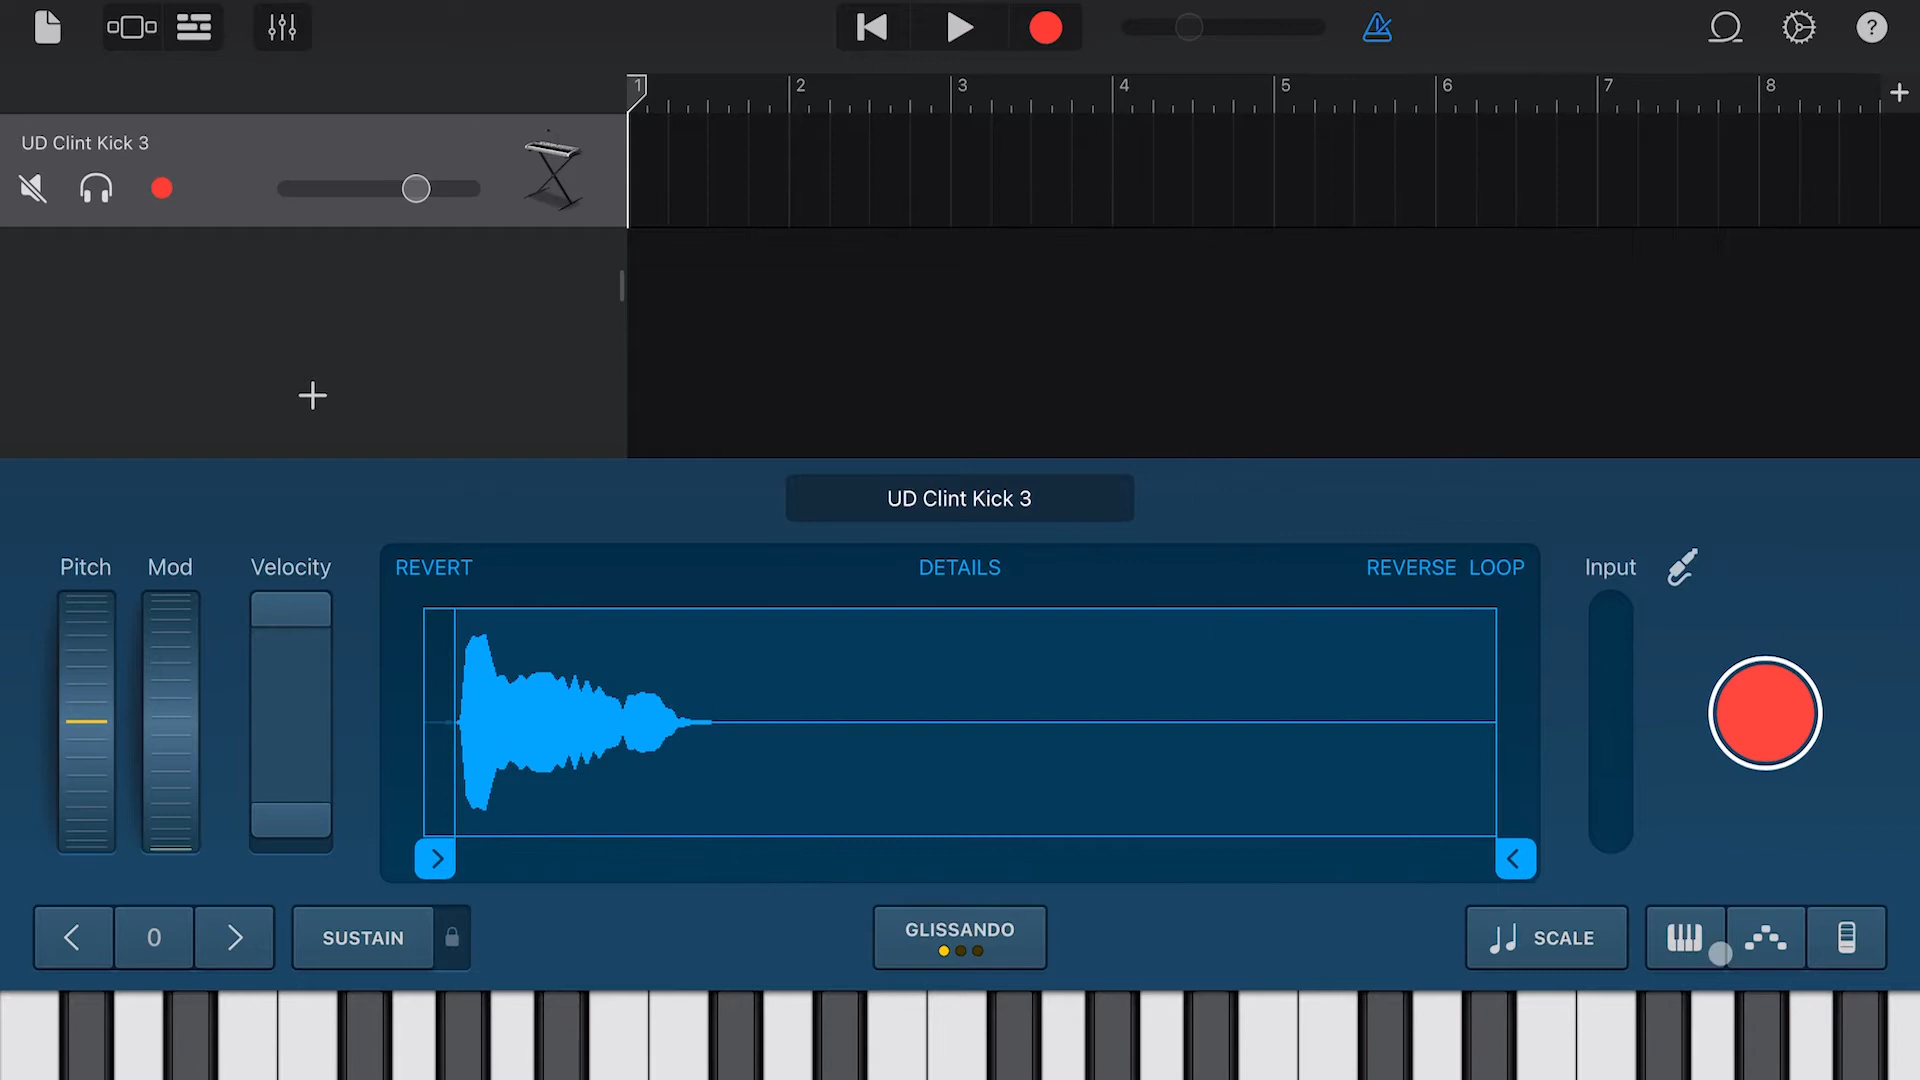 ?
1 2 3 4 5 6 7 8
UD Clint Kick 3
UD Clint Kick 3
Pitch Mod Velocity
REVERT DETAILS REVERSE LOOP
Input
0 SUSTAIN GLISSANDO SCALE